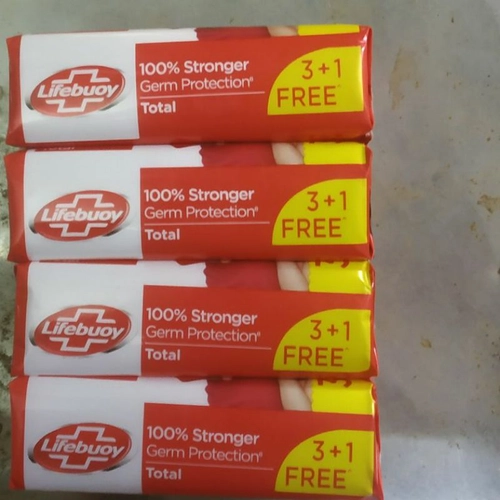 Lifebuoy
100% Stronger
Germ Protection*
Total
3+1
FREE*
Lifebuoy
100% Stronger
Germ Protection*
Total
3+1
FREE*
Lifebuoy
100% Stronger
Germ Protection*
Total
3+1
FREE*
Lifebuoy
100% Stronger
Germ Protection*
Total
3+1
FREE*